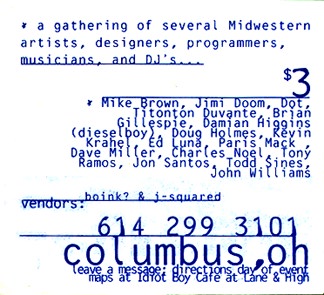 * a gathering of several Midwestern
artists, designers, programmers,
musicians, and DJ's...
$3
* Mike Brown, Jimi Doom, Dot,
Titonton Duvante, Brian
Gillespie, Damian Higgins
(dieselboy), Doug Holmes, Kevin
Krahel, Ed Luna, Paris Mack,
Dave Miller, Charles Noel, Tony
Ramos, Jon Santos, Todd Sines,
John Williams
boink? & j-squared
vendors:
614 299 3101
columbus,oh
leave a message; directions day of event
maps at Idiot Boy Cafe at Lane & High